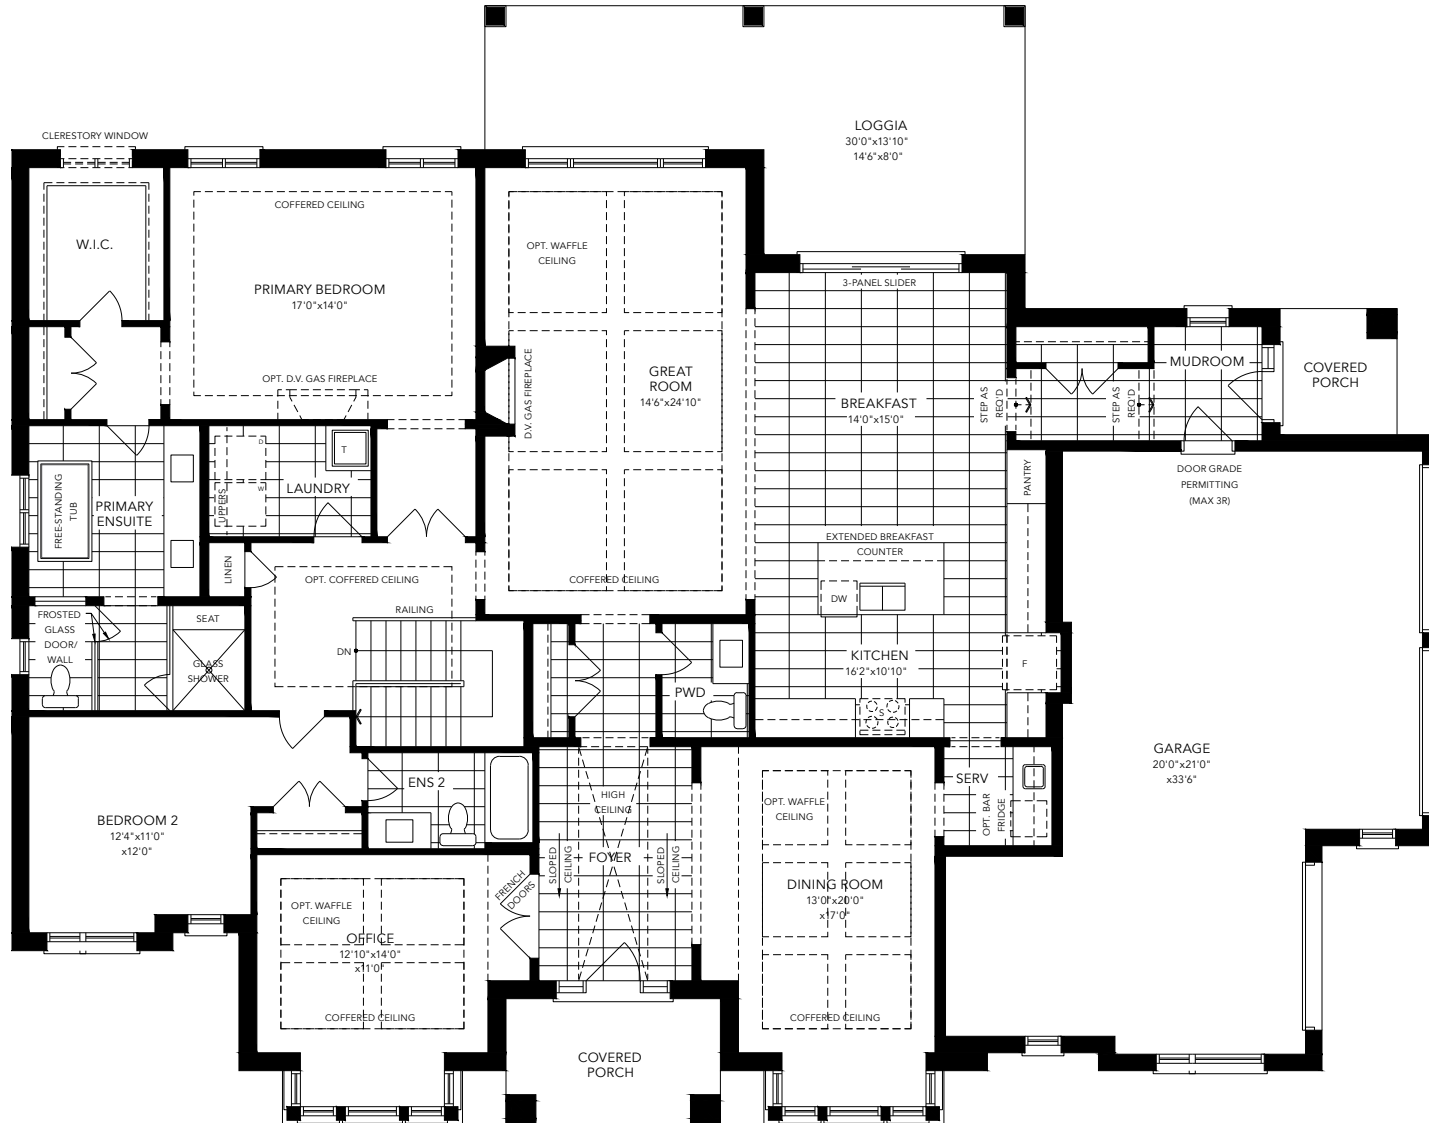 LOGGIA
30'0"x13'10"
14'6"x8'0"
CLERESTORY WINDOW
COFFERED CEILING
W.I.C.
OPT. WAFFLE
CEILING
PRIMARY BEDROOM
17'0"x14'0"
3-PANEL SLIDER
OPT. D.V. GAS FIREPLACE
D.V. GAS FIREPLACE
GREAT
ROOM
14'6"x24'10"
BREAKFAST
14'0"x15'0"
STEP AS
REQ'D
STEP AS
REQ'D
MUDROOM
COVERED
PORCH
D
T
W
UPPERS
LAUNDRY
FREE-STANDING
TUB
PRIMARY
ENSUITE
PANTRY
DOOR GRADE
PERMITTING
(MAX 3R)
EXTENDED BREAKFAST
COUNTER
LINEN
OPT. COFFERED CEILING
COFFERED CEILING
DW
RAILING
FROSTED
GLASS
DOOR/
WALL
SEAT
GLASS
SHOWER
DN
KITCHEN
16'2"x10'10"
F
PWD
S
GARAGE
20'0"x21'0"
x33'6"
ENS 2
SERV
OPT. BAR
FRIDGE
HIGH
CEILING
OPT. WAFFLE
CEILING
BEDROOM 2
12'4"x11'0"
x12'0"
SLOPED
CEILING
FOYER
SLOPED
CEILING
FRENCH
DOORS
DINING ROOM
13'0"x20'0"
x17'0"
OPT. WAFFLE
CEILING
OFFICE
12'10"x14'0"
x11'0"
COFFERED CEILING
COFFERED CEILING
COVERED
PORCH